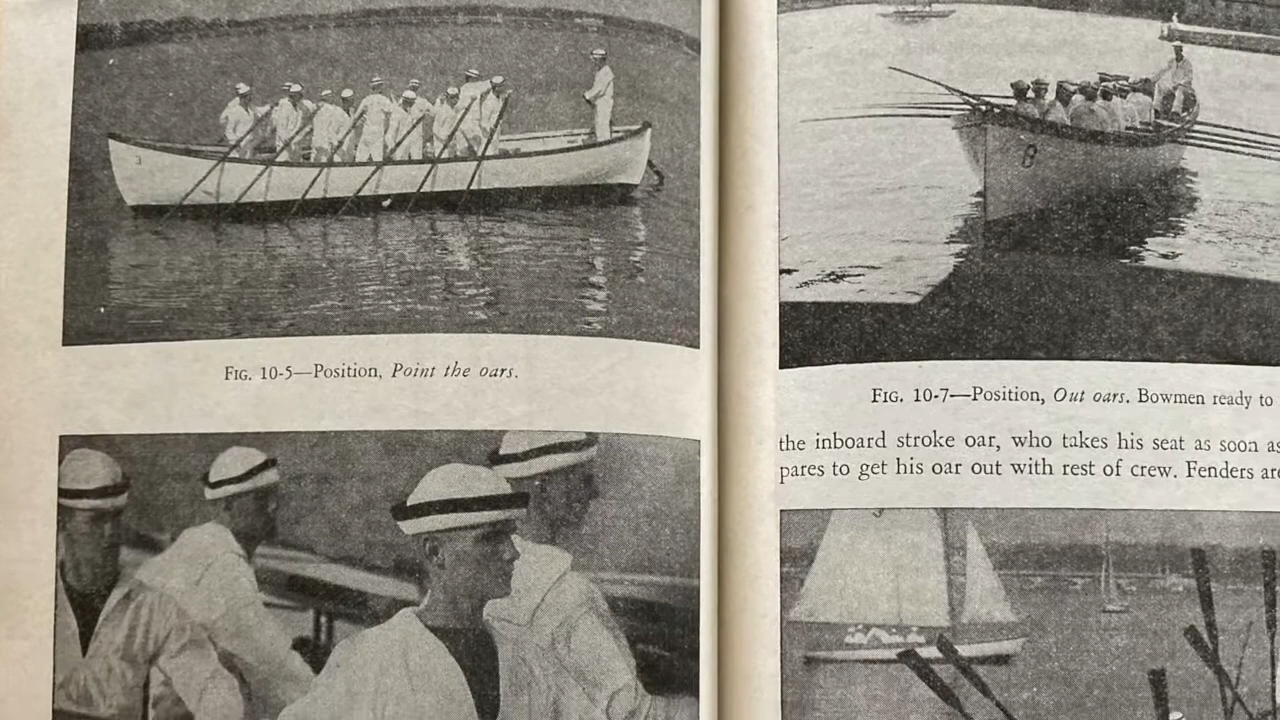 3
FIG. 10-5—Position, Point the oars.
8
FIG. 10-7—Position, Out oars. Bowmen ready to
the inboard stroke oar, who takes his seat as soon as
pares to get his oar out with rest of crew. Fenders are